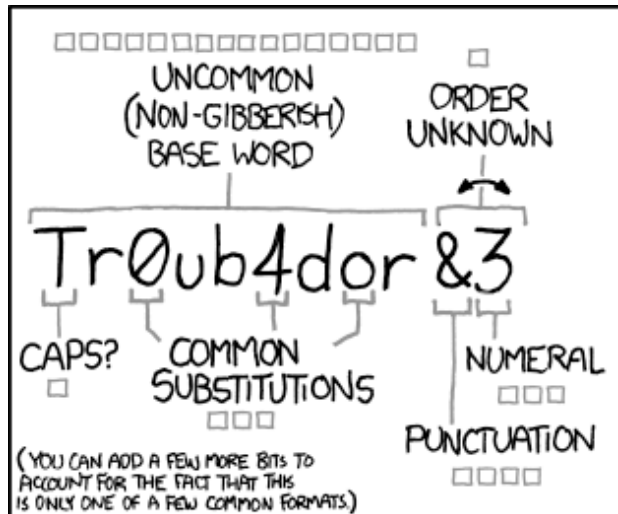 UNCOMMON
(NON-GIBBERISH)
BASE WORD
ORDER
UNKNOWN
Tr0ub4dor &3
CAPS?
COMMON
SUBSTITUTIONS
NUMERAL
PUNCTUATION
(YOU CAN ADD A FEW MORE BITS TO
ACCOUNT FOR THE FACT THAT THIS
IS ONLY ONE OF A FEW COMMON FORMATS.)